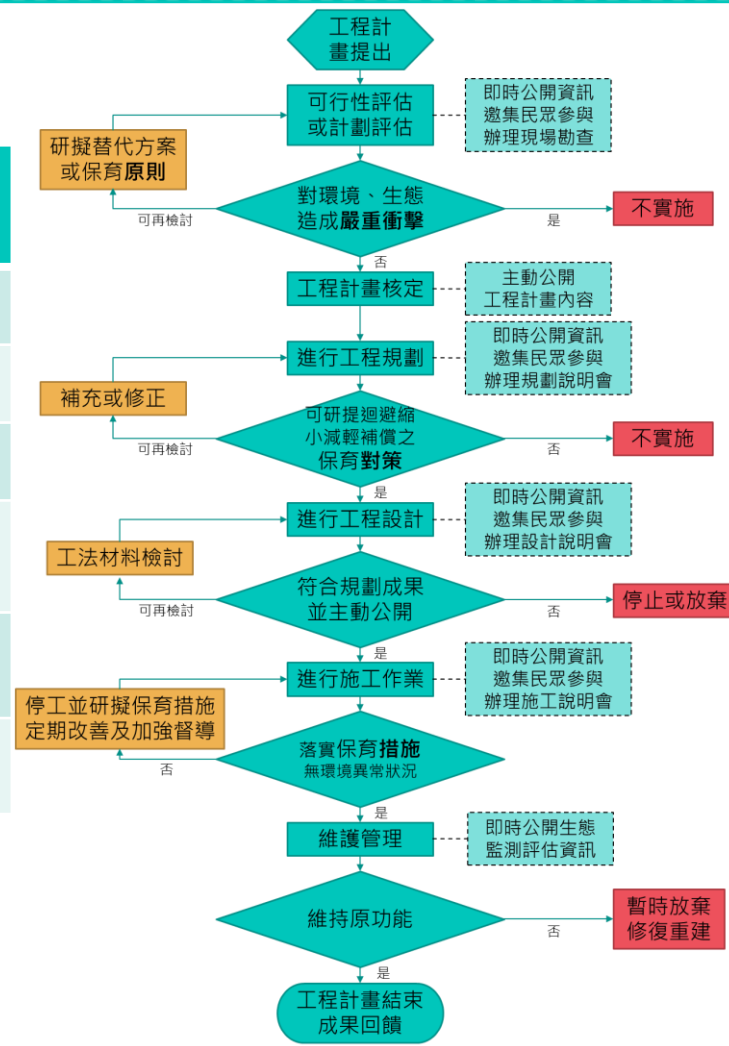 工程計
畫提出
可行性評估
或計劃評估
即時公開資訊
邀集民眾參與
辦理現場勘查
研擬替代方案
或保育原則
對環境、生態
造成嚴重衝擊
不實施
可再檢討
是
否
工程計畫核定
主動公開
工程計畫內容
進行工程規劃
即時公開資訊
邀集民眾參與
辦理規劃說明會
補充或修正
可研提迴避縮
小減輕補償之
保育對策
不實施
可再檢討
否
是
進行工程設計
即時公開資訊
邀集民眾參與
辦理設計說明會
工法材料檢討
符合規劃成果
並主動公開
停止或放棄
可再檢討
否
是
進行施工作業
即時公開資訊
邀集民眾參與
辦理施工說明會
停工並研擬保育措施
定期改善及加強督導
落實保育措施
無環境異常狀況
否
是
維護管理
即時公開生態
監測評估資訊
維持原功能
暫時放棄
修復重建
否
是
工程計畫結束
成果回饋